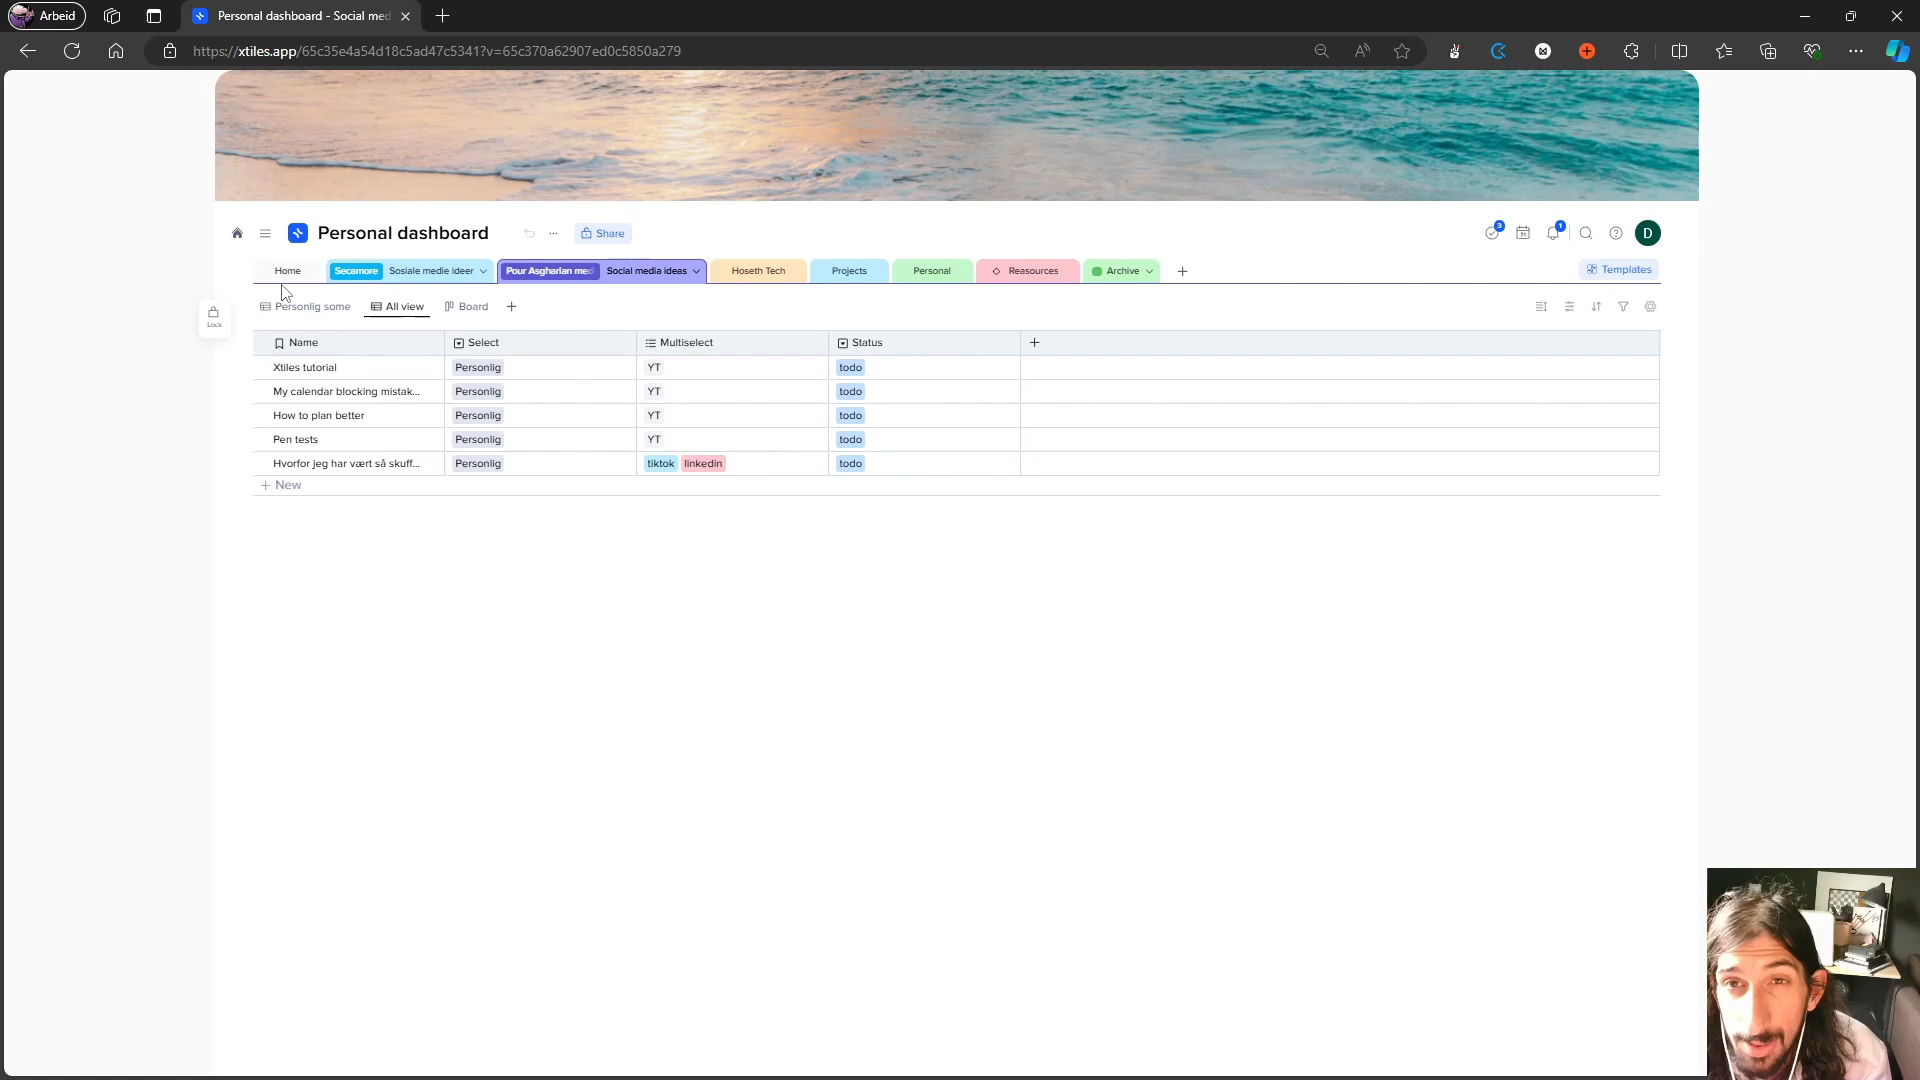 Arbeid
Personal dashboard - Social med
https://xtiles.app/65c35e4a54d18c5ad47c5341?v=65c370a62907ed0c5850a279
Personal dashboard
...
Share
3
31
1
D
Home
Secamore Sosiale medie ideer
Pour Asgharian med Social media ideas
Hoseth Tech
Projects
Personal
Reasources
Archive
Templates
Lock
Personlig some
All view
Board
Name Select Multiselect Status
Xtiles tutorial Personlig YT todo
My calendar blocking mistak... Personlig YT todo
How to plan better Personlig YT todo
Pen tests Personlig YT todo
Hvorfor jeg har vært så skuff... Personlig tiktok linkedin todo
+ New